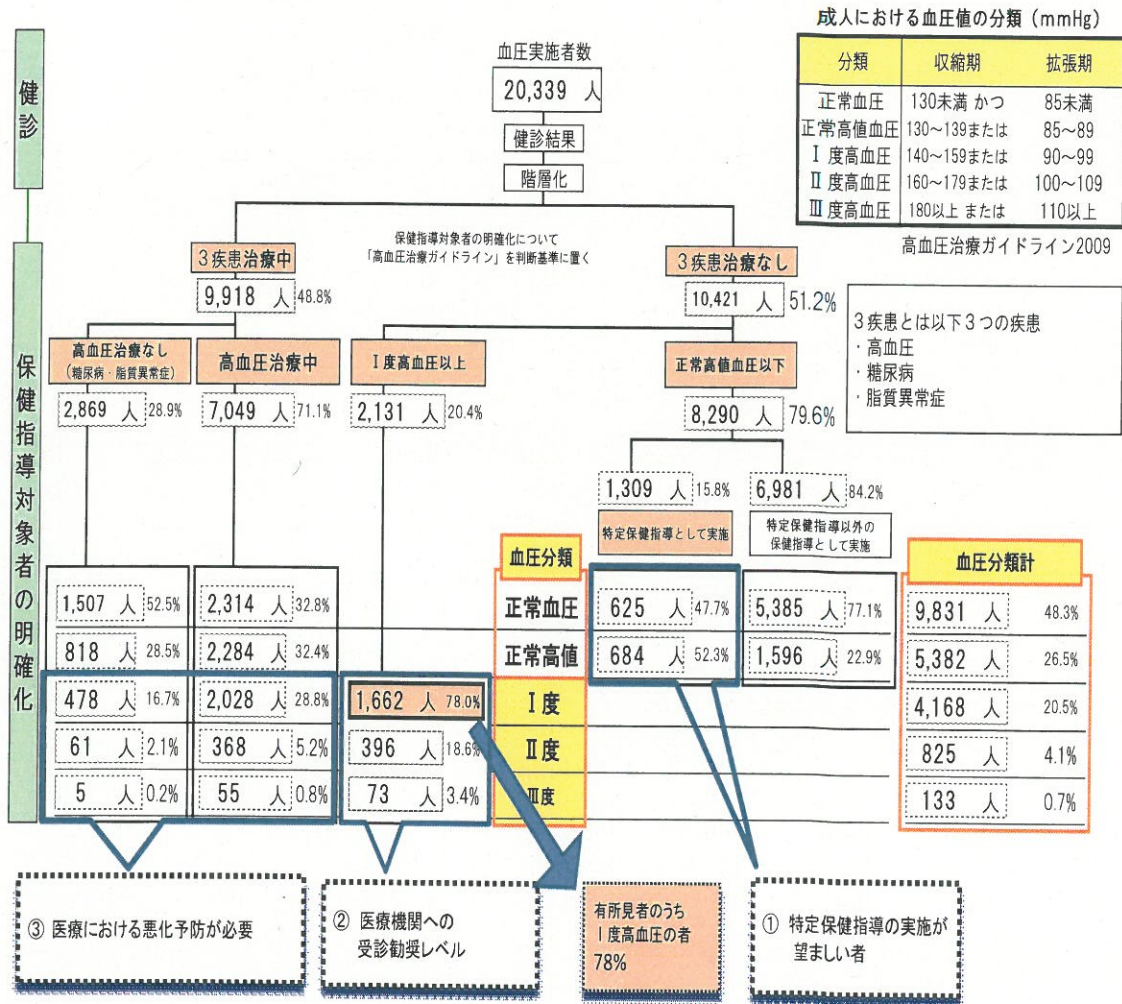 成人における血圧値の分類 (mmHg)
分類 収縮期 拡張期
正常血圧 130未満 かつ 85未満
正常高値血圧 130～139または 85～89
Ⅰ度高血圧 140～159または 90～99
Ⅱ度高血圧 160～179または 100～109
Ⅲ度高血圧 180以上 または 110以上
高血圧治療ガイドライン2009
健診
血圧実施者数
20,339 人
健診結果
階層化
保健指導対象者の明確化
保健指導対象者の明確化について
「高血圧治療ガイドライン」を判断基準に置く
3疾患治療中
9,918 人 48.8%
3疾患治療なし
10,421 人 51.2%
3疾患とは以下3つの疾患
・高血圧
・糖尿病
・脂質異常症
高血圧治療なし
(糖尿病・脂質異常症)
2,869 人 28.9%
高血圧治療中
7,049 人 71.1%
Ⅰ度高血圧以上
2,131 人 20.4%
正常高値血圧以下
8,290 人 79.6%
1,309 人 15.8%
特定保健指導として実施
6,981 人 84.2%
特定保健指導以外の
保健指導として実施
血圧分類
血圧分類計
1,507 人 52.5% 2,314 人 32.8% 正常血圧 625 人 47.7% 5,385 人 77.1% 9,831 人 48.3%
818 人 28.5% 2,284 人 32.4% 正常高値 684 人 52.3% 1,596 人 22.9% 5,382 人 26.5%
478 人 16.7% 2,028 人 28.8% 1,662 人 78.0% Ⅰ度 4,168 人 20.5%
61 人 2.1% 368 人 5.2% 396 人 18.6% Ⅱ度 825 人 4.1%
5 人 0.2% 55 人 0.8% 73 人 3.4% Ⅲ度 133 人 0.7%
③ 医療における悪化予防が必要
② 医療機関への
受診勧奨レベル
有所見者のうち
Ⅰ度高血圧の者
78%
① 特定保健指導の実施が
望ましい者